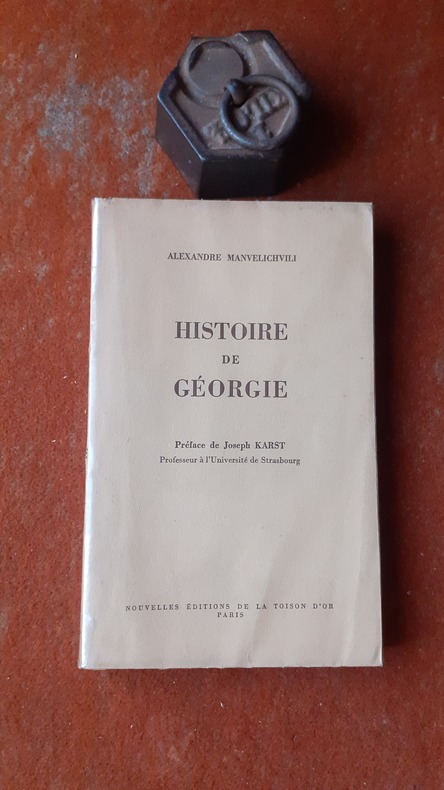 ALEXANDRE MANVELICHVILI
HISTOIRE
DE
GÉORGIE
Préface de Joseph KARST
Professeur à l'Université de Strasbourg
NOUVELLES ÉDITIONS DE LA TOISON D'OR
PARIS